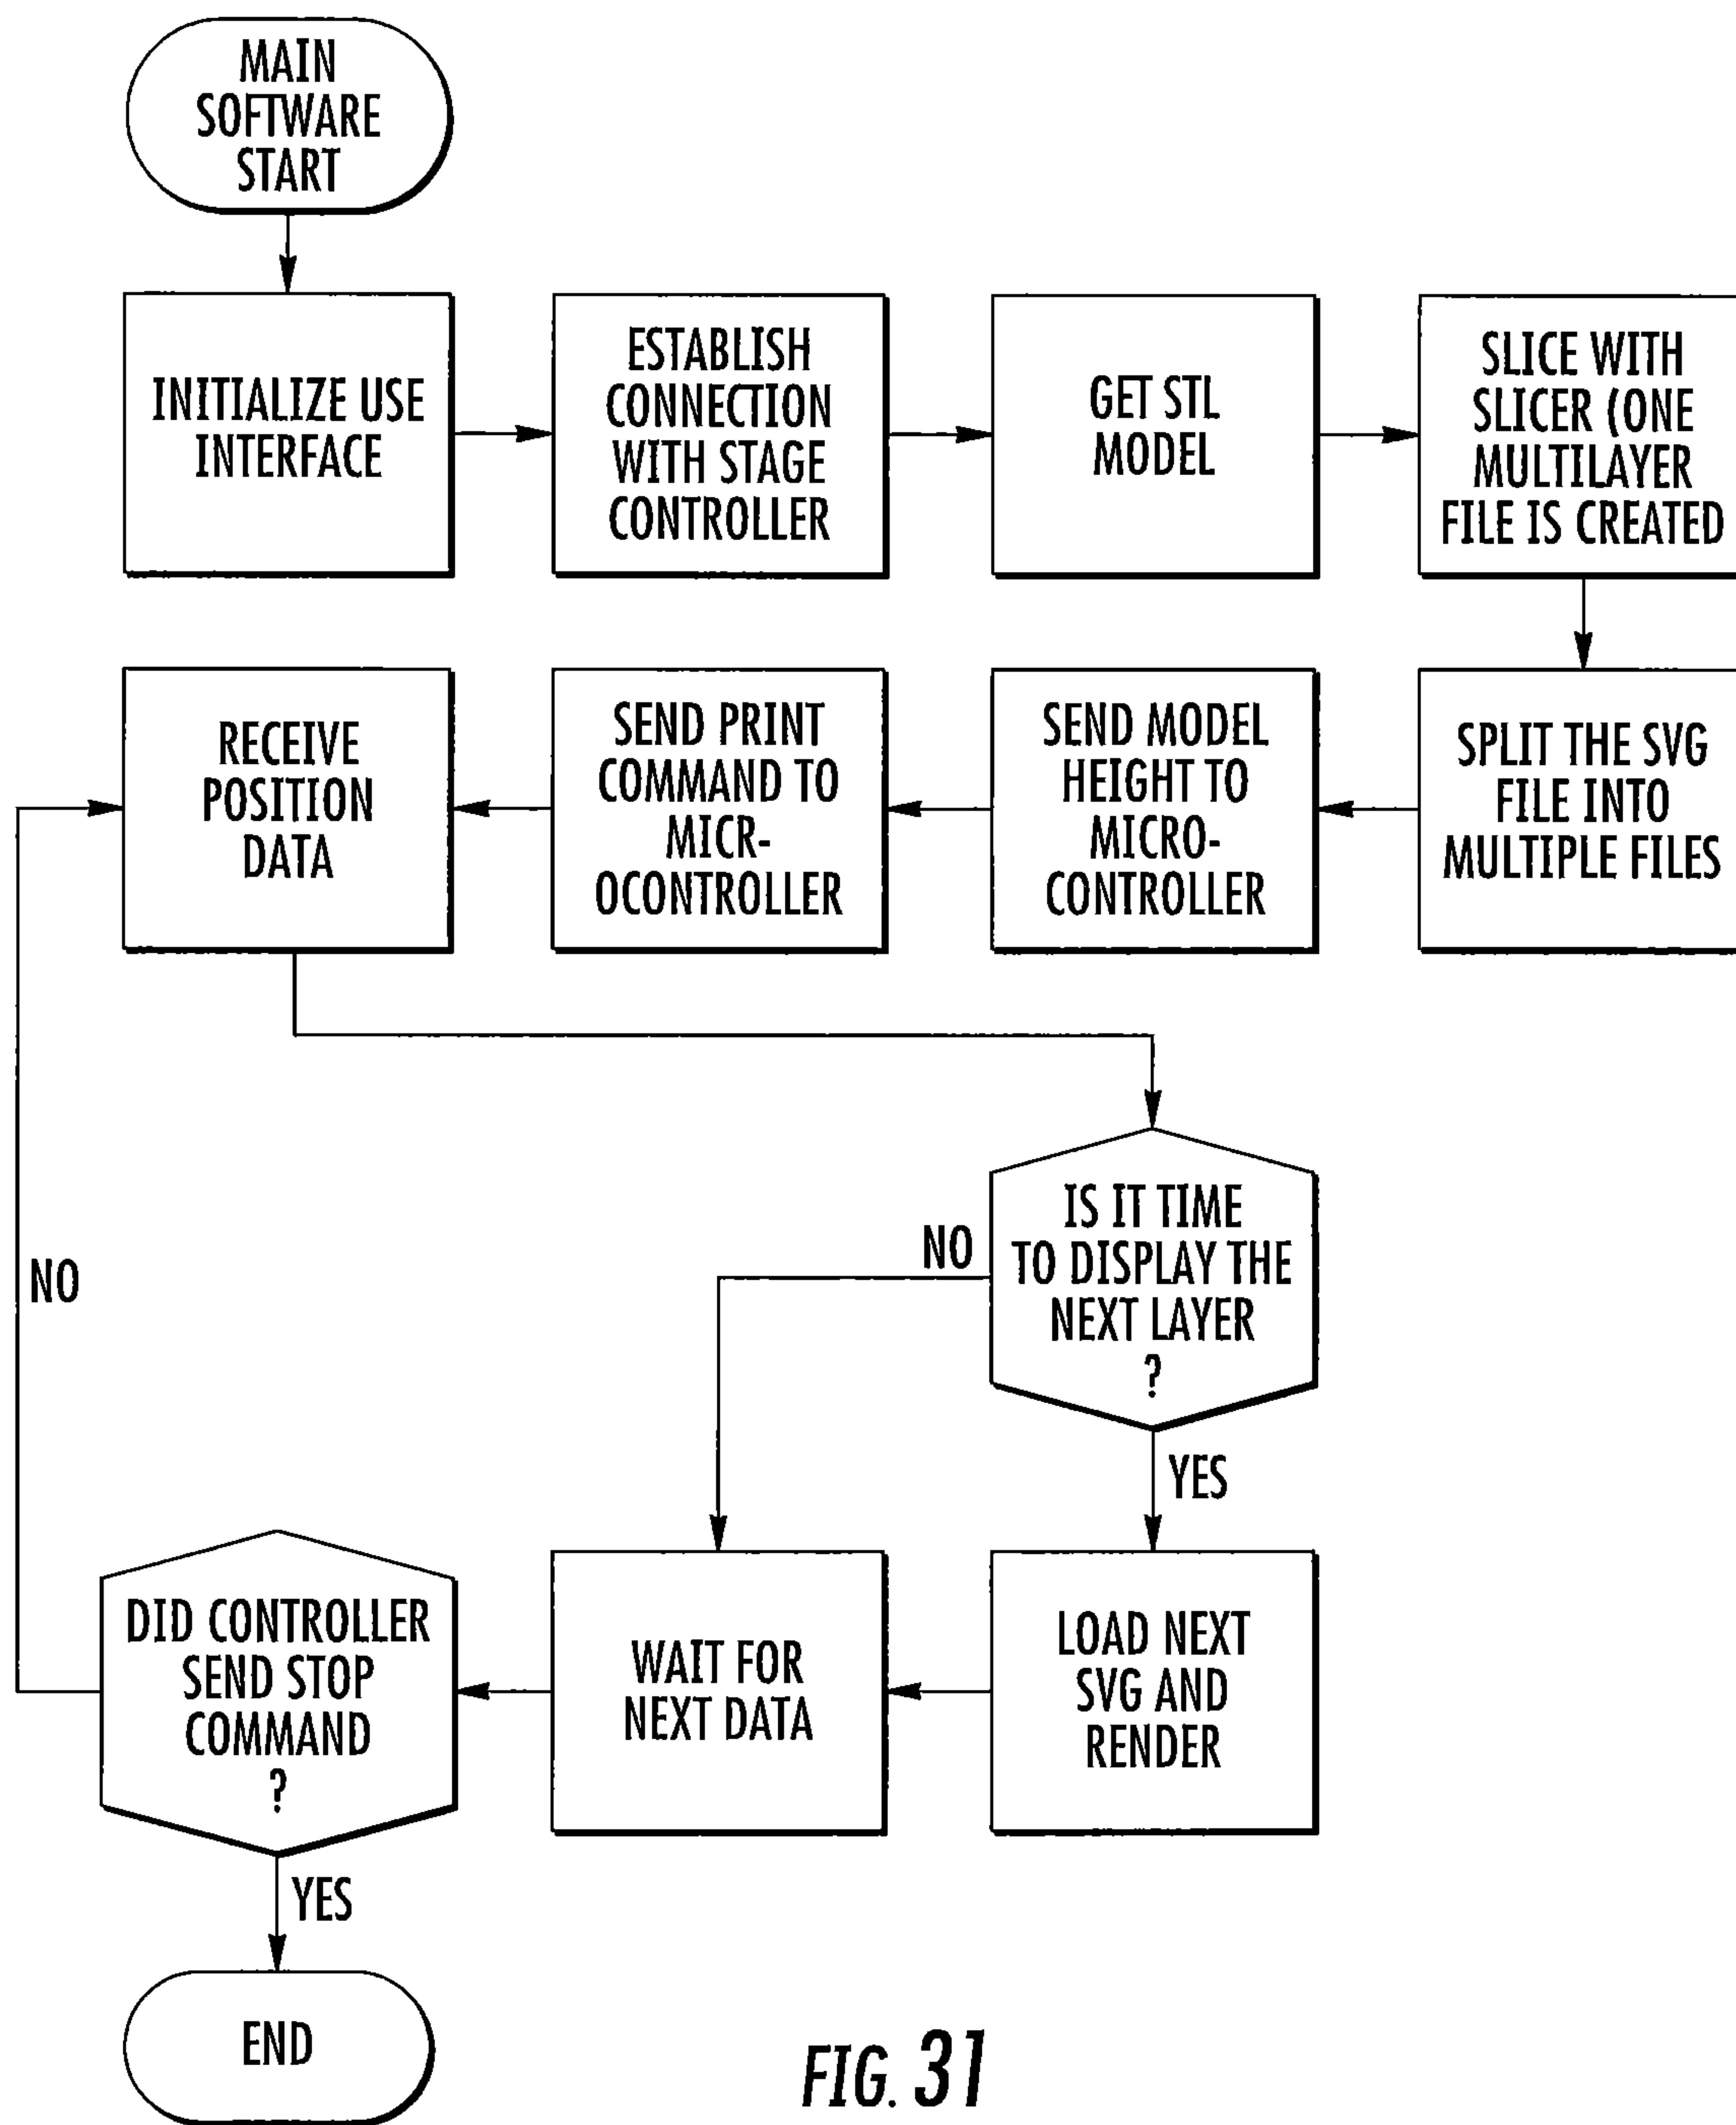 MAIN
SOFTWARE
START
INITIALIZE USE
INTERFACE
ESTABLISH
CONNECTION
WITH STAGE
CONTROLLER
GET STL
MODEL
SLICE WITH
SLICER (ONE
MULTILAYER
FILE IS CREATED
SPLIT THE SVG
FILE INTO
MULTIPLE FILES
SEND MODEL
HEIGHT TO
MICRO-
CONTROLLER
SEND PRINT
COMMAND TO
MICR-
OCONTROLLER
RECEIVE
POSITION
DATA
IS IT TIME
TO DISPLAY THE
NEXT LAYER
?
NO
YES
LOAD NEXT
SVG AND
RENDER
WAIT FOR
NEXT DATA
DID CONTROLLER
SEND STOP
COMMAND
?
NO
YES
END
FIG. 31